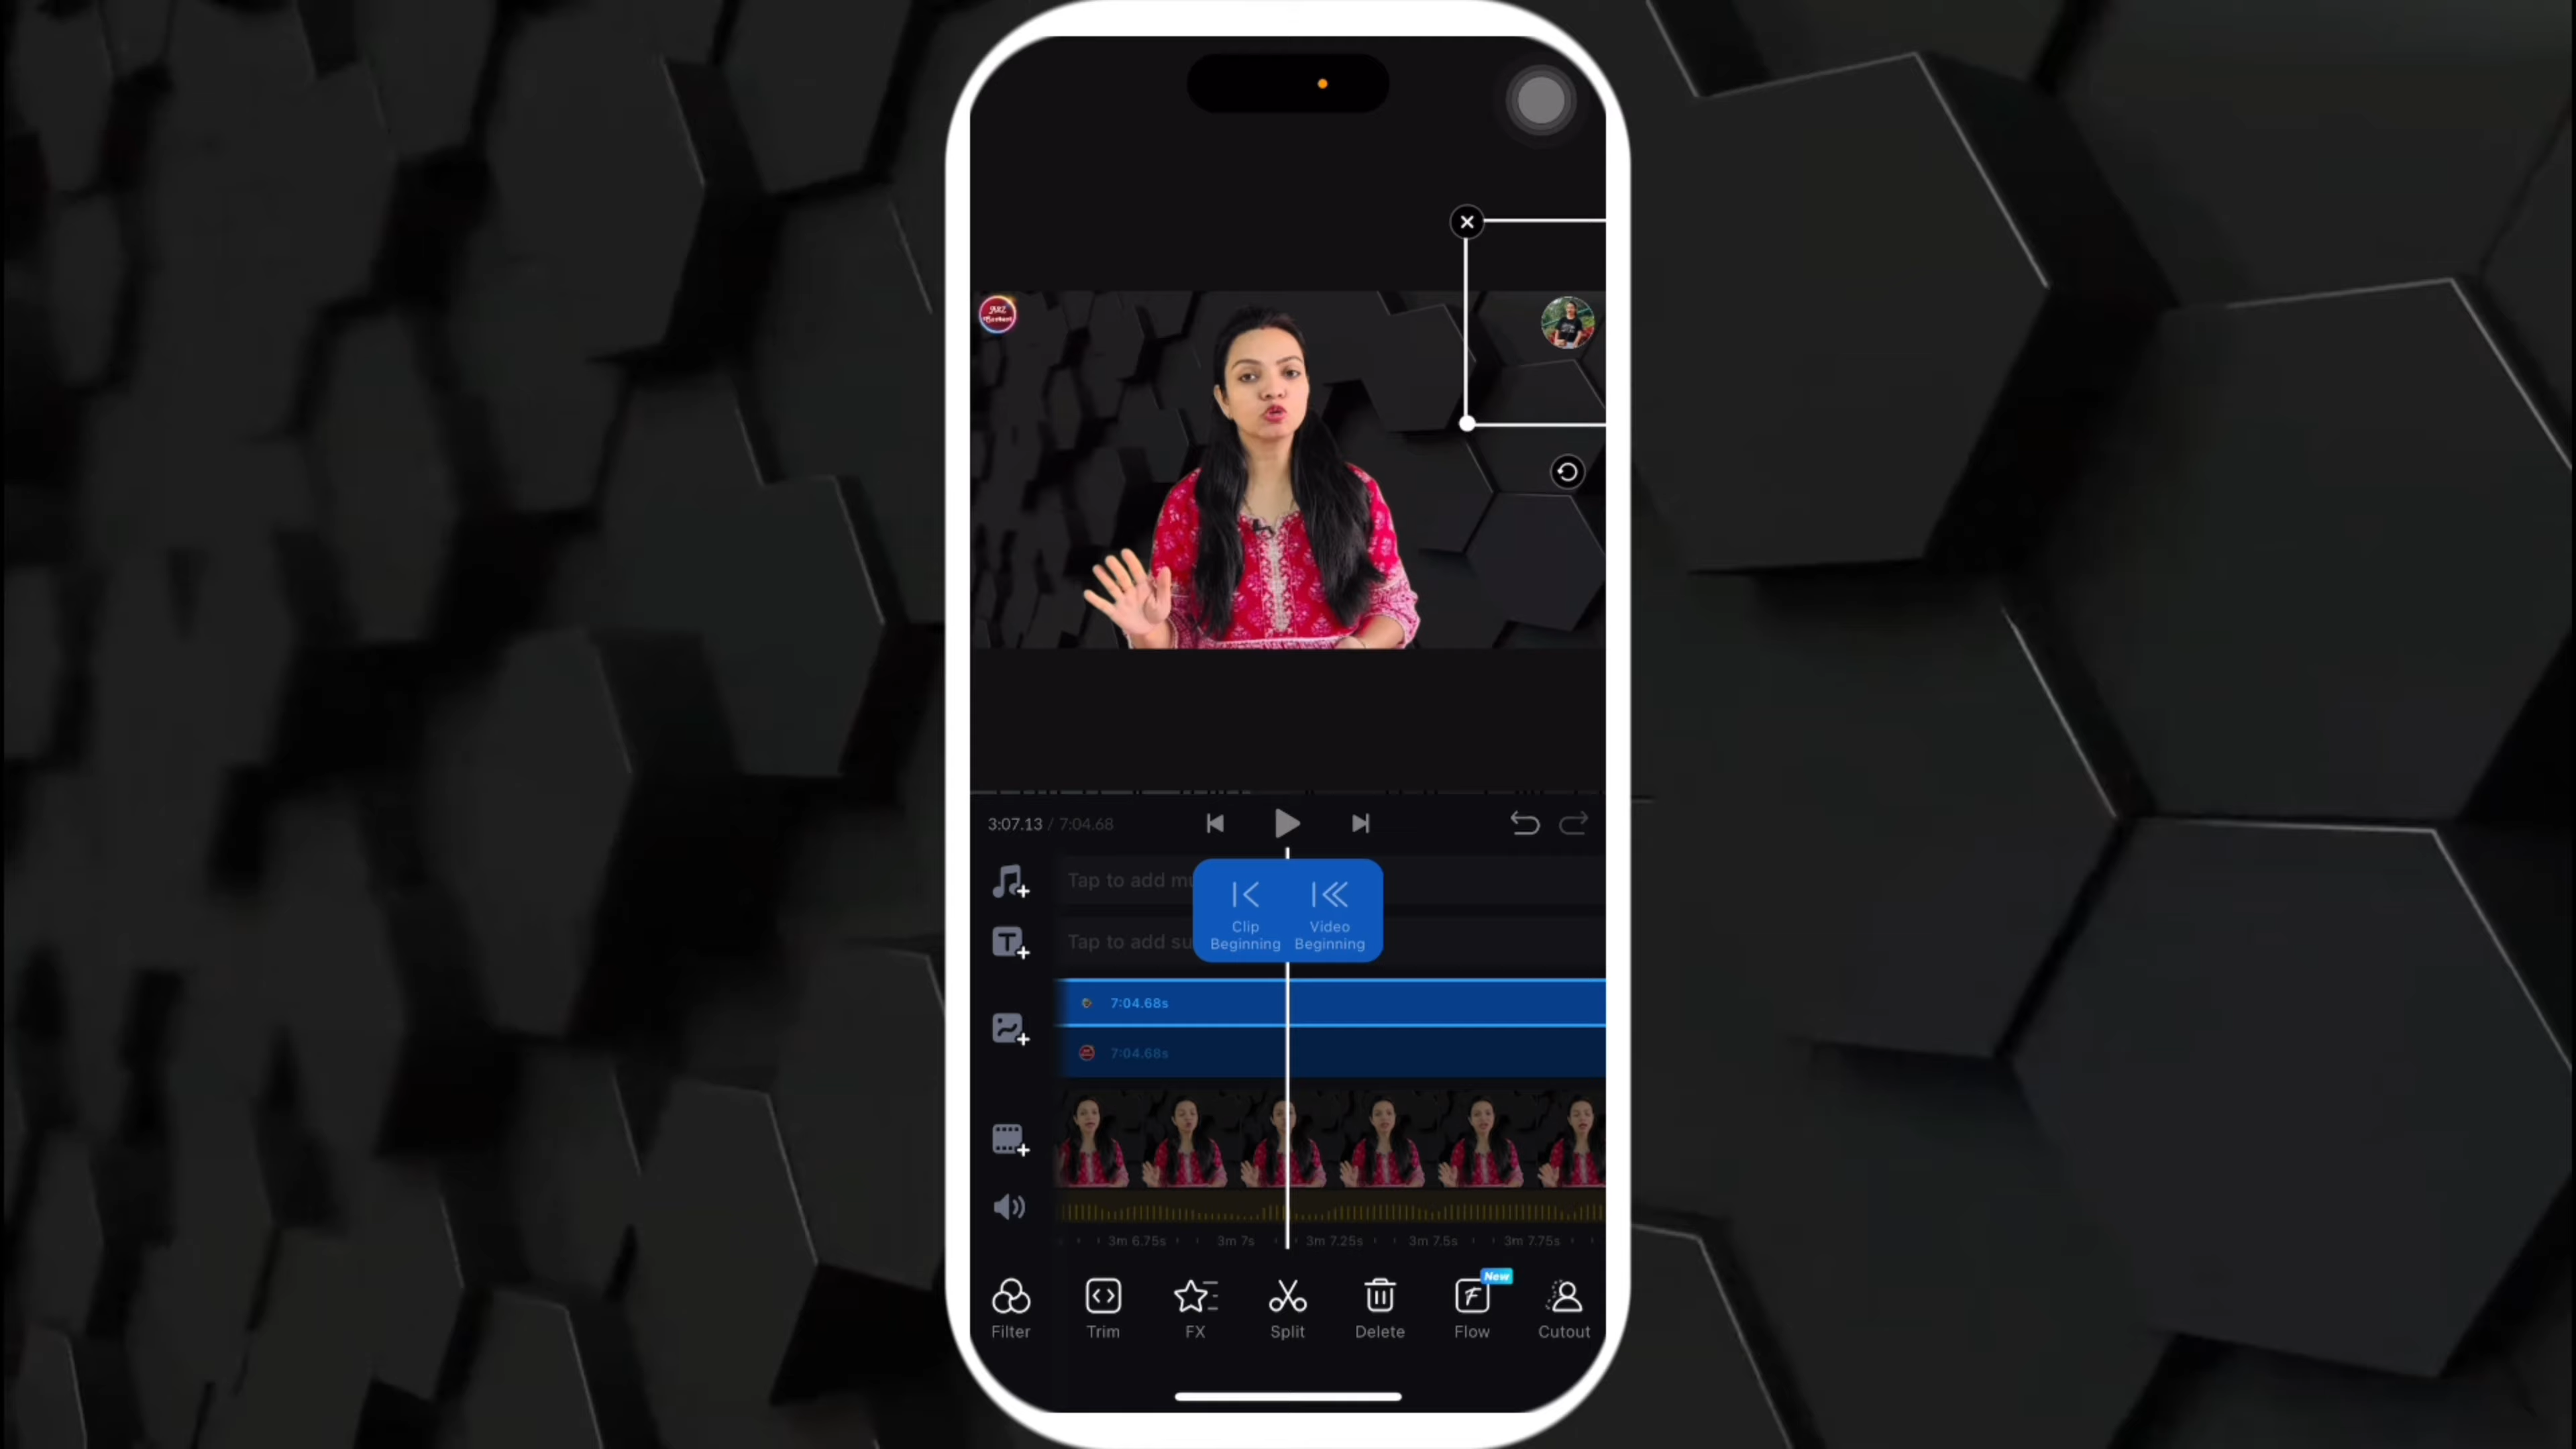 3:07.13 / 7:04.68
Tap to add mu
Clip Beginning
Video Beginning
Tap to add su
7:04.68s
7:04.68s
3m 6.75s 3m 7s 3m 7.25s 3m 7.5s 3m 7.75s
New
Filter Trim FX Split Delete Flow Cutout